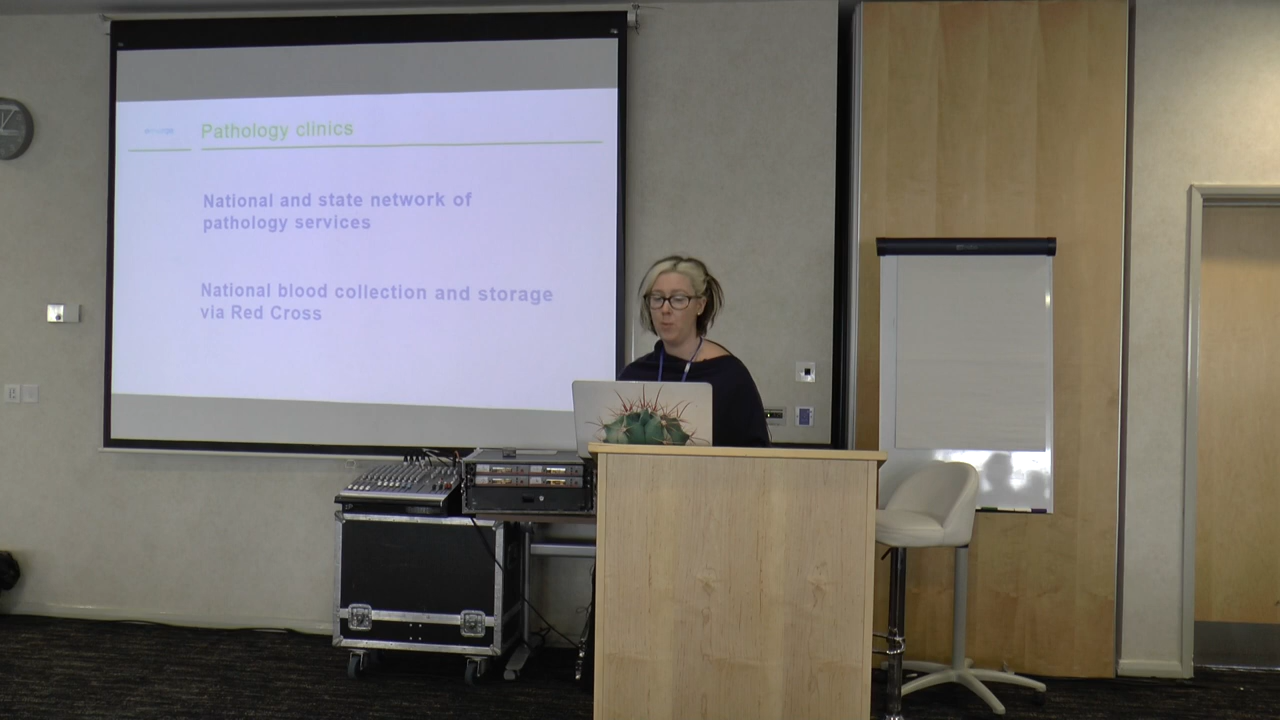 Pathology clinics
National and state network of
pathology services
National blood collection and storage
via Red Cross